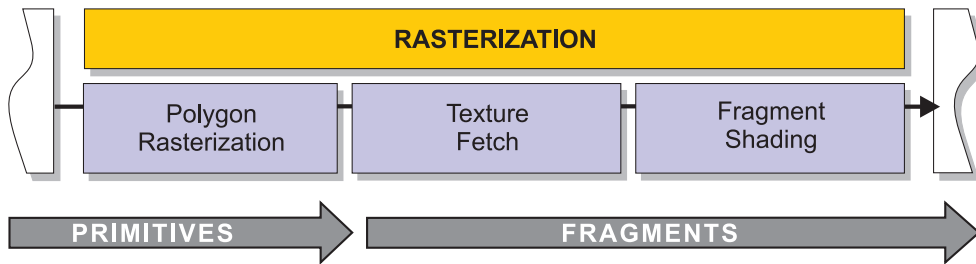 RASTERIZATION
Polygon
Rasterization
Texture
Fetch
Fragment
Shading
PRIMITIVES
FRAGMENTS